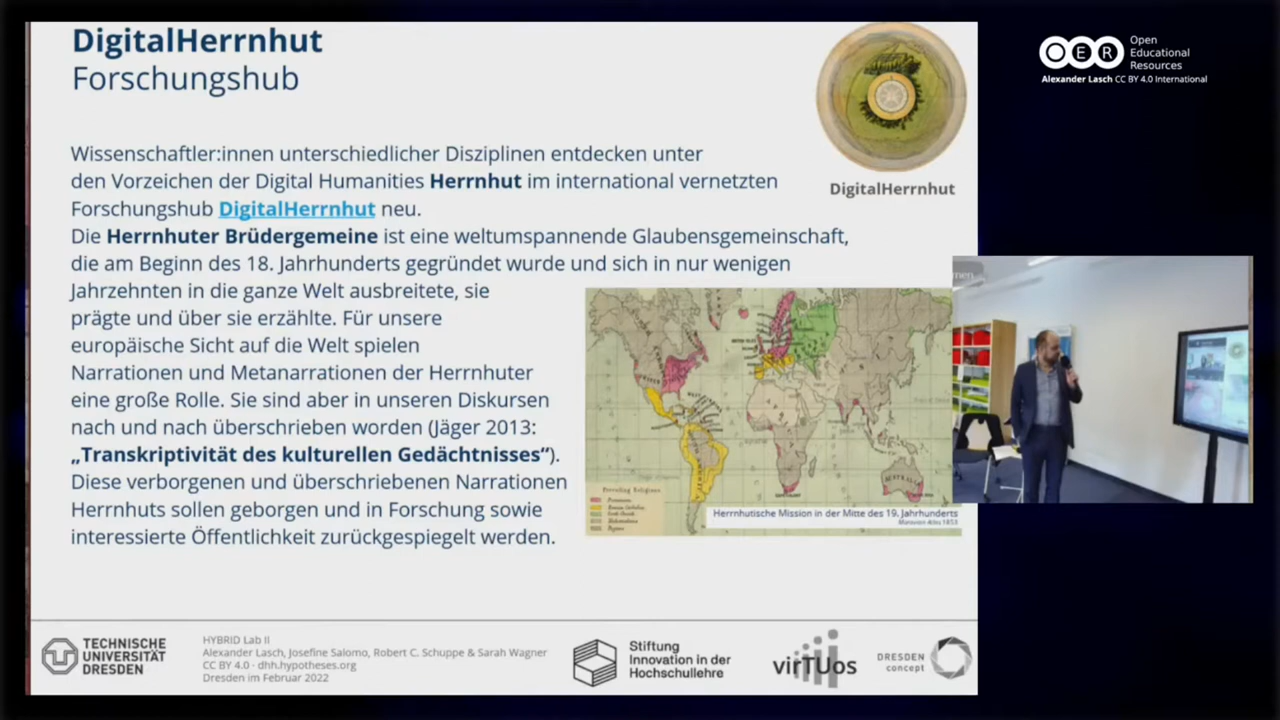 DigitalHerrnhut
Forschungshub
Wissenschaftler:innen unterschiedlicher Disziplinen entdecken unter
den Vorzeichen der Digital Humanities Herrnhut im international vernetzten
Forschungshub DigitalHerrnhut neu.
Die Herrnhuter Brüdergemeine ist eine weltumspannende Glaubensgemeinschaft,
die am Beginn des 18. Jahrhunderts gegründet wurde und sich in nur wenigen
Jahrzehnten in die ganze Welt ausbreitete, sie
prägte und über sie erzählte. Für unsere
europäische Sicht auf die Welt spielen
Narrationen und Metanarrationen der Herrnhuter
eine große Rolle. Sie sind aber in unseren Diskursen
nach und nach überschrieben worden (Jäger 2013:
„Transkriptivität des kulturellen Gedächtnisses“).
Diese verborgenen und überschriebenen Narrationen
Herrnhuts sollen geborgen und in Forschung sowie
interessierte Öffentlichkeit zurückgespiegelt werden.
DigitalHerrnhut
Prevailing Religions
AUSTRALIA
Herrnhutische Mission in der Mitte des 19. Jahrhunderts
Moravian Atlas 1853
OER
Open
Educational
Resources
Alexander Lasch CC BY 4.0 International
TECHNISCHE
UNIVERSITÄT
DRESDEN
HYBRID Lab II
Alexander Lasch, Josefine Salomo, Robert C. Schuppe & Sarah Wagner
CC BY 4.0 · dhh.hypotheses.org
Dresden im Februar 2022
Stiftung
Innovation in der
Hochschullehre
virTUos
DRESDEN
concept